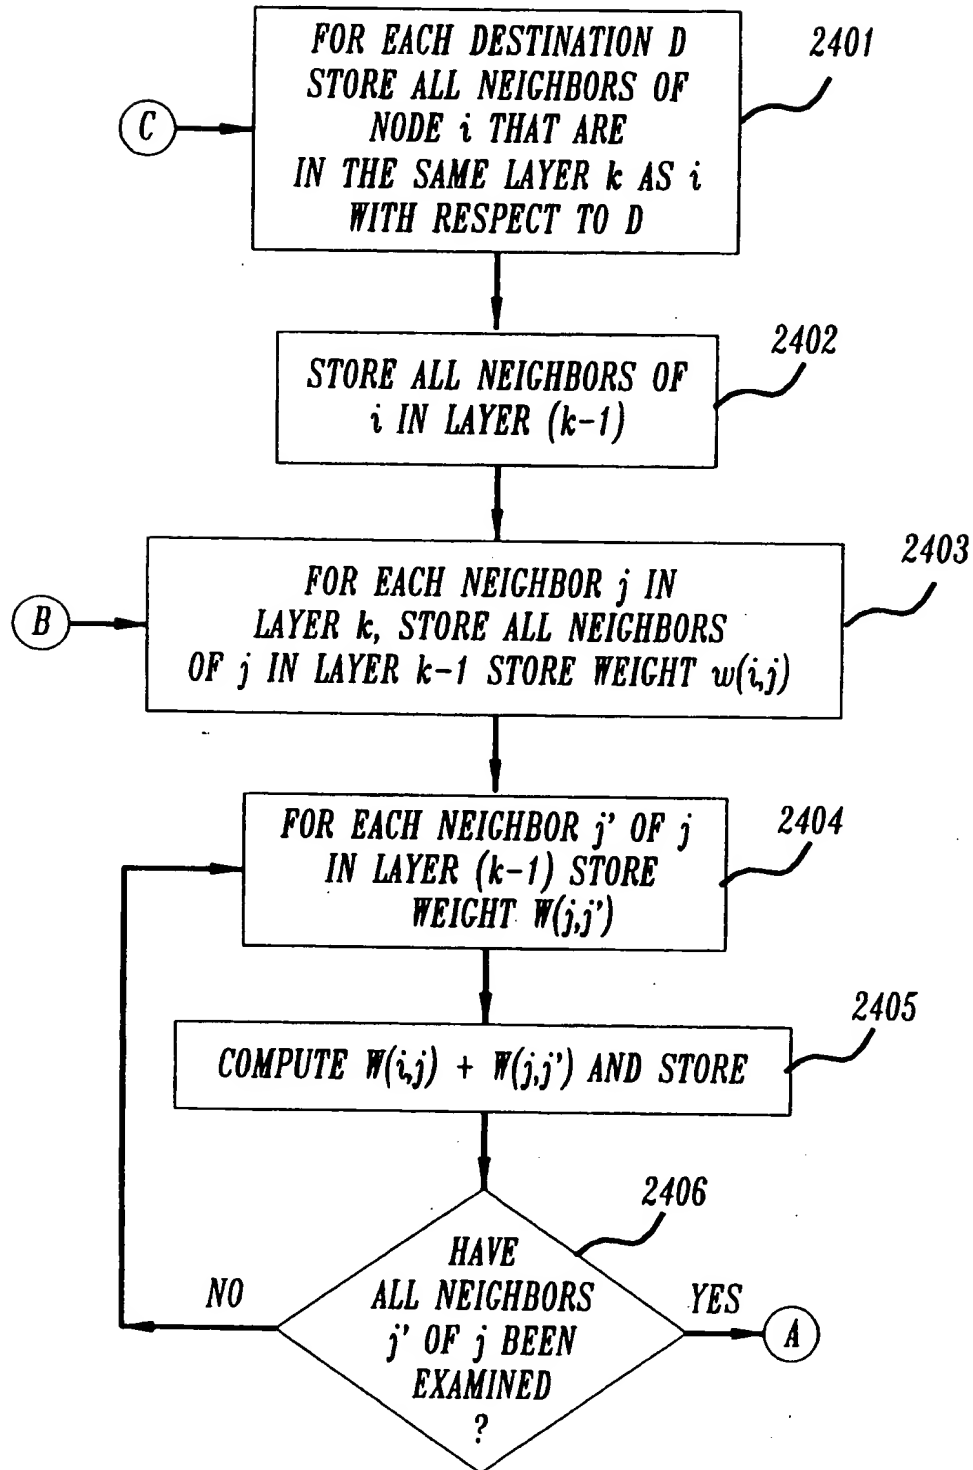 FOR EACH DESTINATION D
STORE ALL NEIGHBORS OF
NODE i THAT ARE
IN THE SAME LAYER k AS i
WITH RESPECT TO D
2401
C
STORE ALL NEIGHBORS OF
i IN LAYER (k-1)
2402
FOR EACH NEIGHBOR j IN
LAYER k, STORE ALL NEIGHBORS
OF j IN LAYER k-1 STORE WEIGHT w(i,j)
2403
B
FOR EACH NEIGHBOR j' OF j
IN LAYER (k-1) STORE
WEIGHT W(j,j')
2404
COMPUTE W(i,j) + W(j,j') AND STORE
2405
HAVE
ALL NEIGHBORS
j' OF j BEEN
EXAMINED
?
2406
NO
YES
A